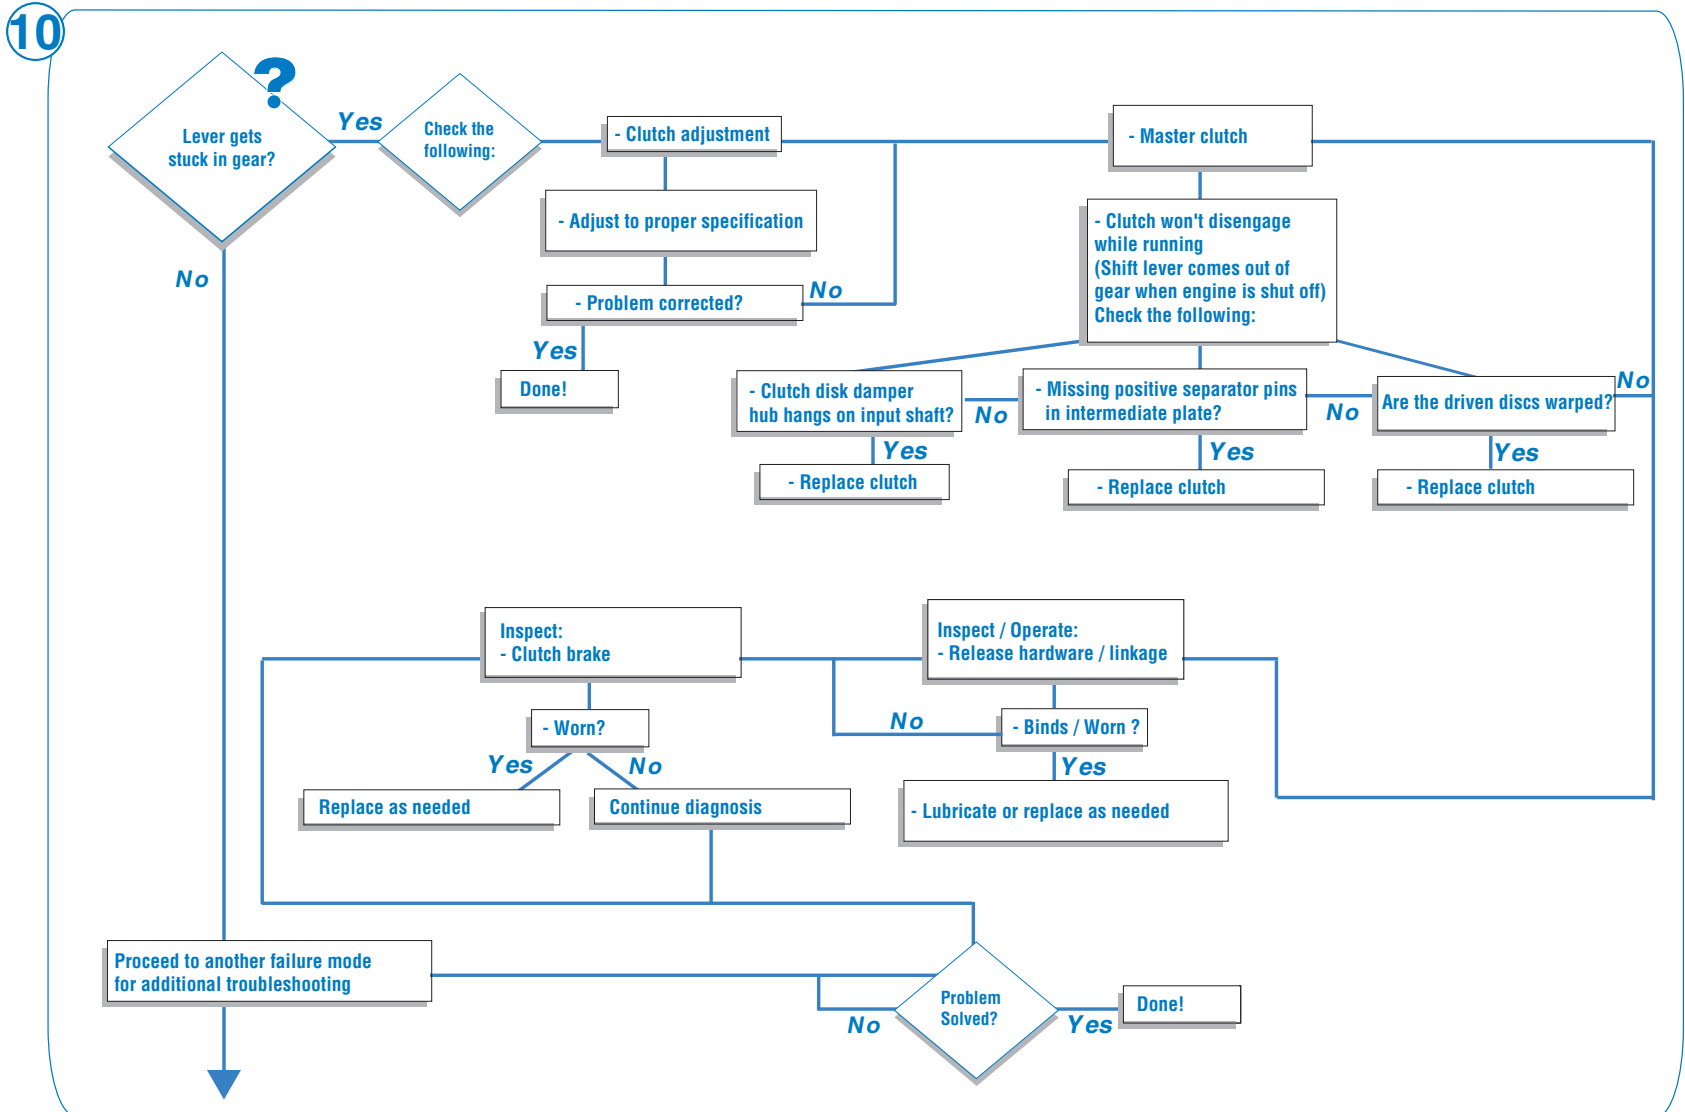 10
?
Lever gets
stuck in gear?
Yes
Check the
following:
- Clutch adjustment
- Master clutch
- Adjust to proper specification
- Clutch won't disengage
while running
(Shift lever comes out of
gear when engine is shut off)
Check the following:
No
- Problem corrected?
No
Yes
Done!
- Clutch disk damper
hub hangs on input shaft?
No
- Missing positive separator pins
in intermediate plate?
No
Are the driven discs warped?
No
Yes
- Replace clutch
Yes
- Replace clutch
Yes
- Replace clutch
Inspect:
- Clutch brake
Inspect / Operate:
- Release hardware / linkage
- Worn?
No
- Binds / Worn ?
Yes
No
Yes
Replace as needed
Continue diagnosis
- Lubricate or replace as needed
Proceed to another failure mode
for additional troubleshooting
Problem
Solved?
No
Yes
Done!